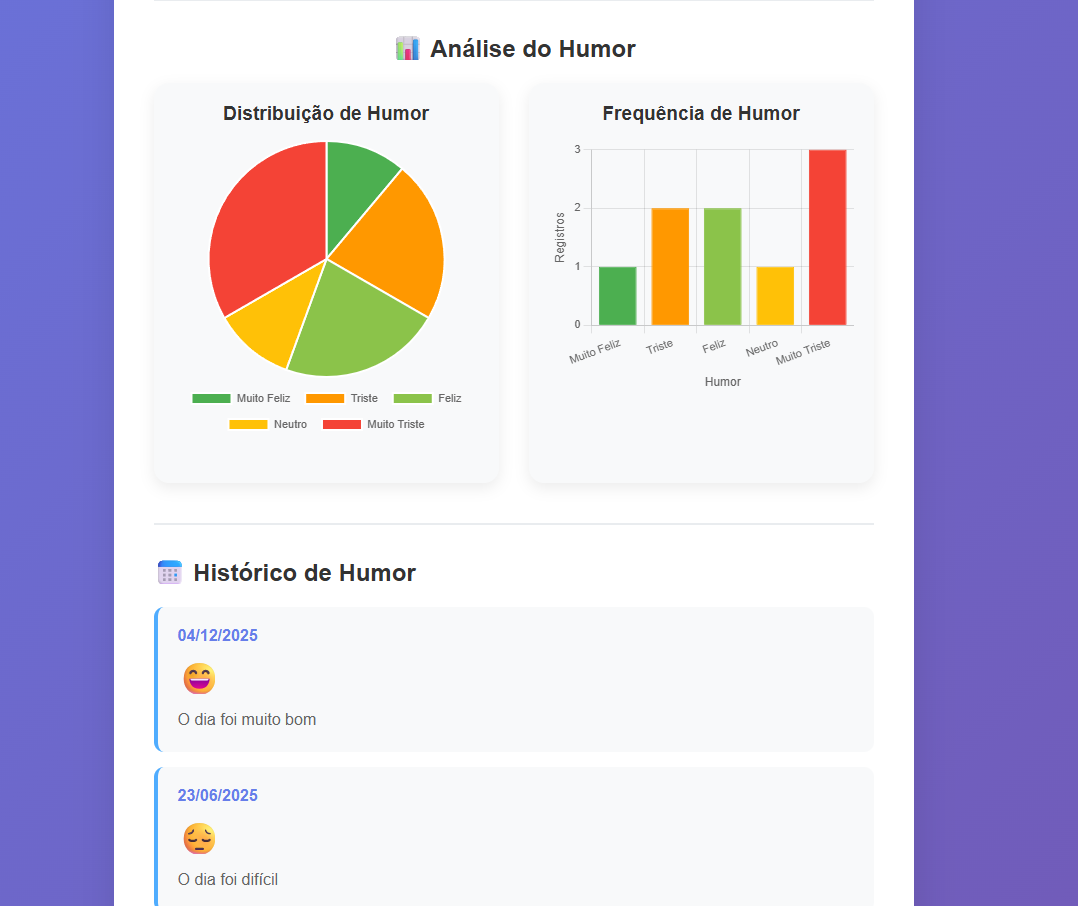 Análise do Humor
Distribuição de Humor
Muito Feliz Triste Feliz
Neutro Muito Triste
Frequência de Humor
3
2
1
0
Registros
Muito Feliz Triste Feliz Neutro Muito Triste
Humor
Histórico de Humor
04/12/2025
O dia foi muito bom
23/06/2025
O dia foi difícil